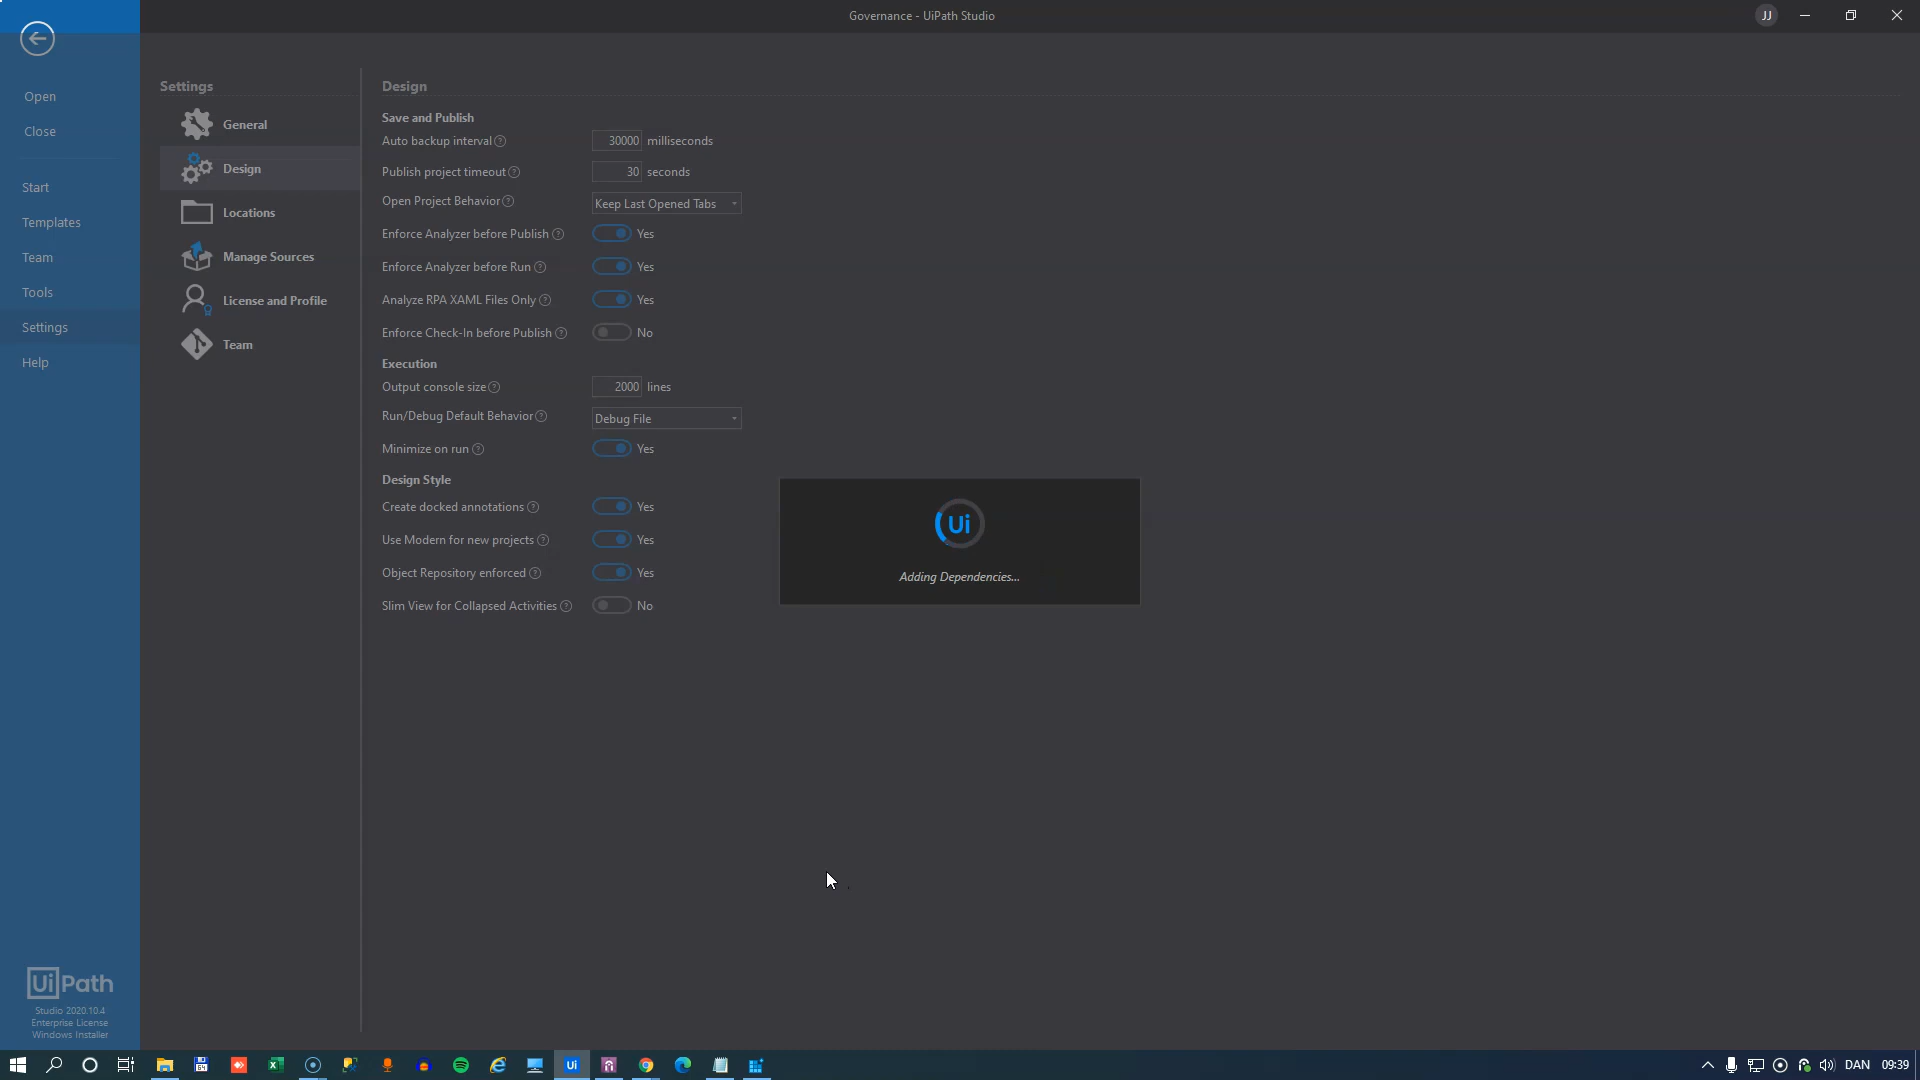 Governance - UiPath Studio
JJ
Open
Close
Start
Templates
Team
Tools
Settings
Help
UiPath
Studio 2020.10.4
Enterprise License
Windows Installer
Settings
General
Design
Locations
Manage Sources
License and Profile
Team
Design
Save and Publish
Auto backup interval 30000 milliseconds
Publish project timeout 30 seconds
Open Project Behavior Keep Last Opened Tabs
Enforce Analyzer before Publish Yes
Enforce Analyzer before Run Yes
Analyze RPA XAML Files Only Yes
Enforce Check-In before Publish No
Execution
Output console size 2000 lines
Run/Debug Default Behavior Debug File
Minimize on run Yes
Design Style
Create docked annotations Yes
Use Modern for new projects Yes
Object Repository enforced Yes
Slim View for Collapsed Activities No
Ui
Adding Dependencies...
Ui
DAN 09:39